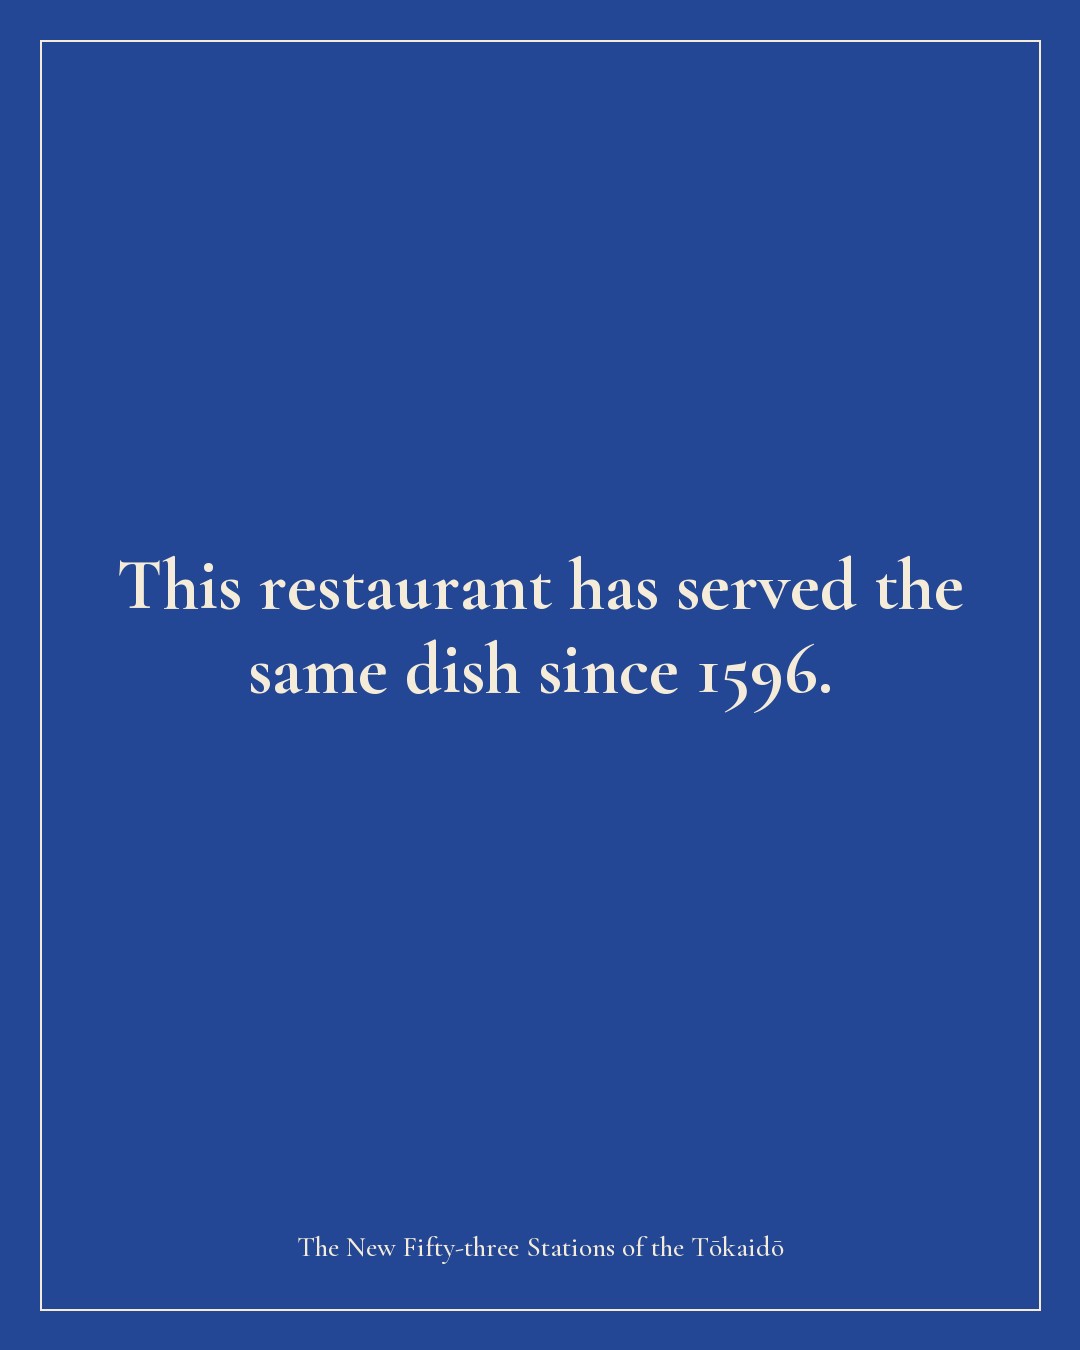 This restaurant has served the
same dish since 1596.
The New Fifty-three Stations of the Tōkaidō